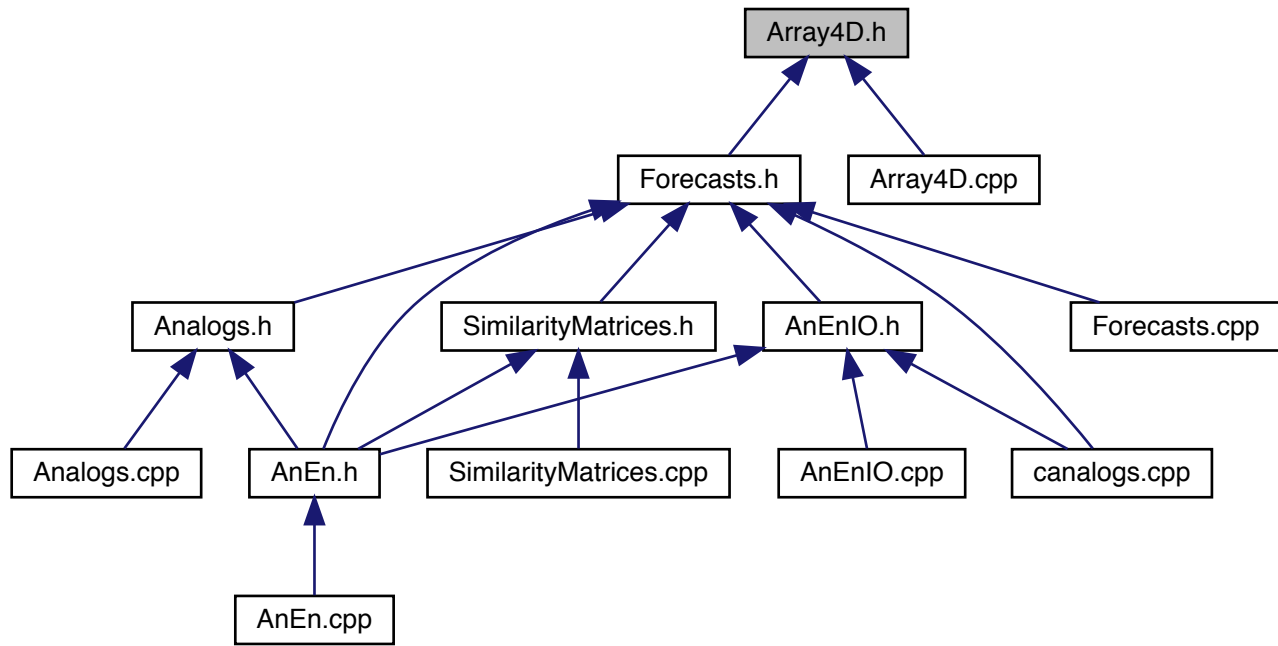 Array4D.h
Forecasts.h
Array4D.cpp
Analogs.h
SimilarityMatrices.h
AnEnIO.h
Forecasts.cpp
Analogs.cpp
AnEn.h
SimilarityMatrices.cpp
AnEnIO.cpp
canalogs.cpp
AnEn.cpp